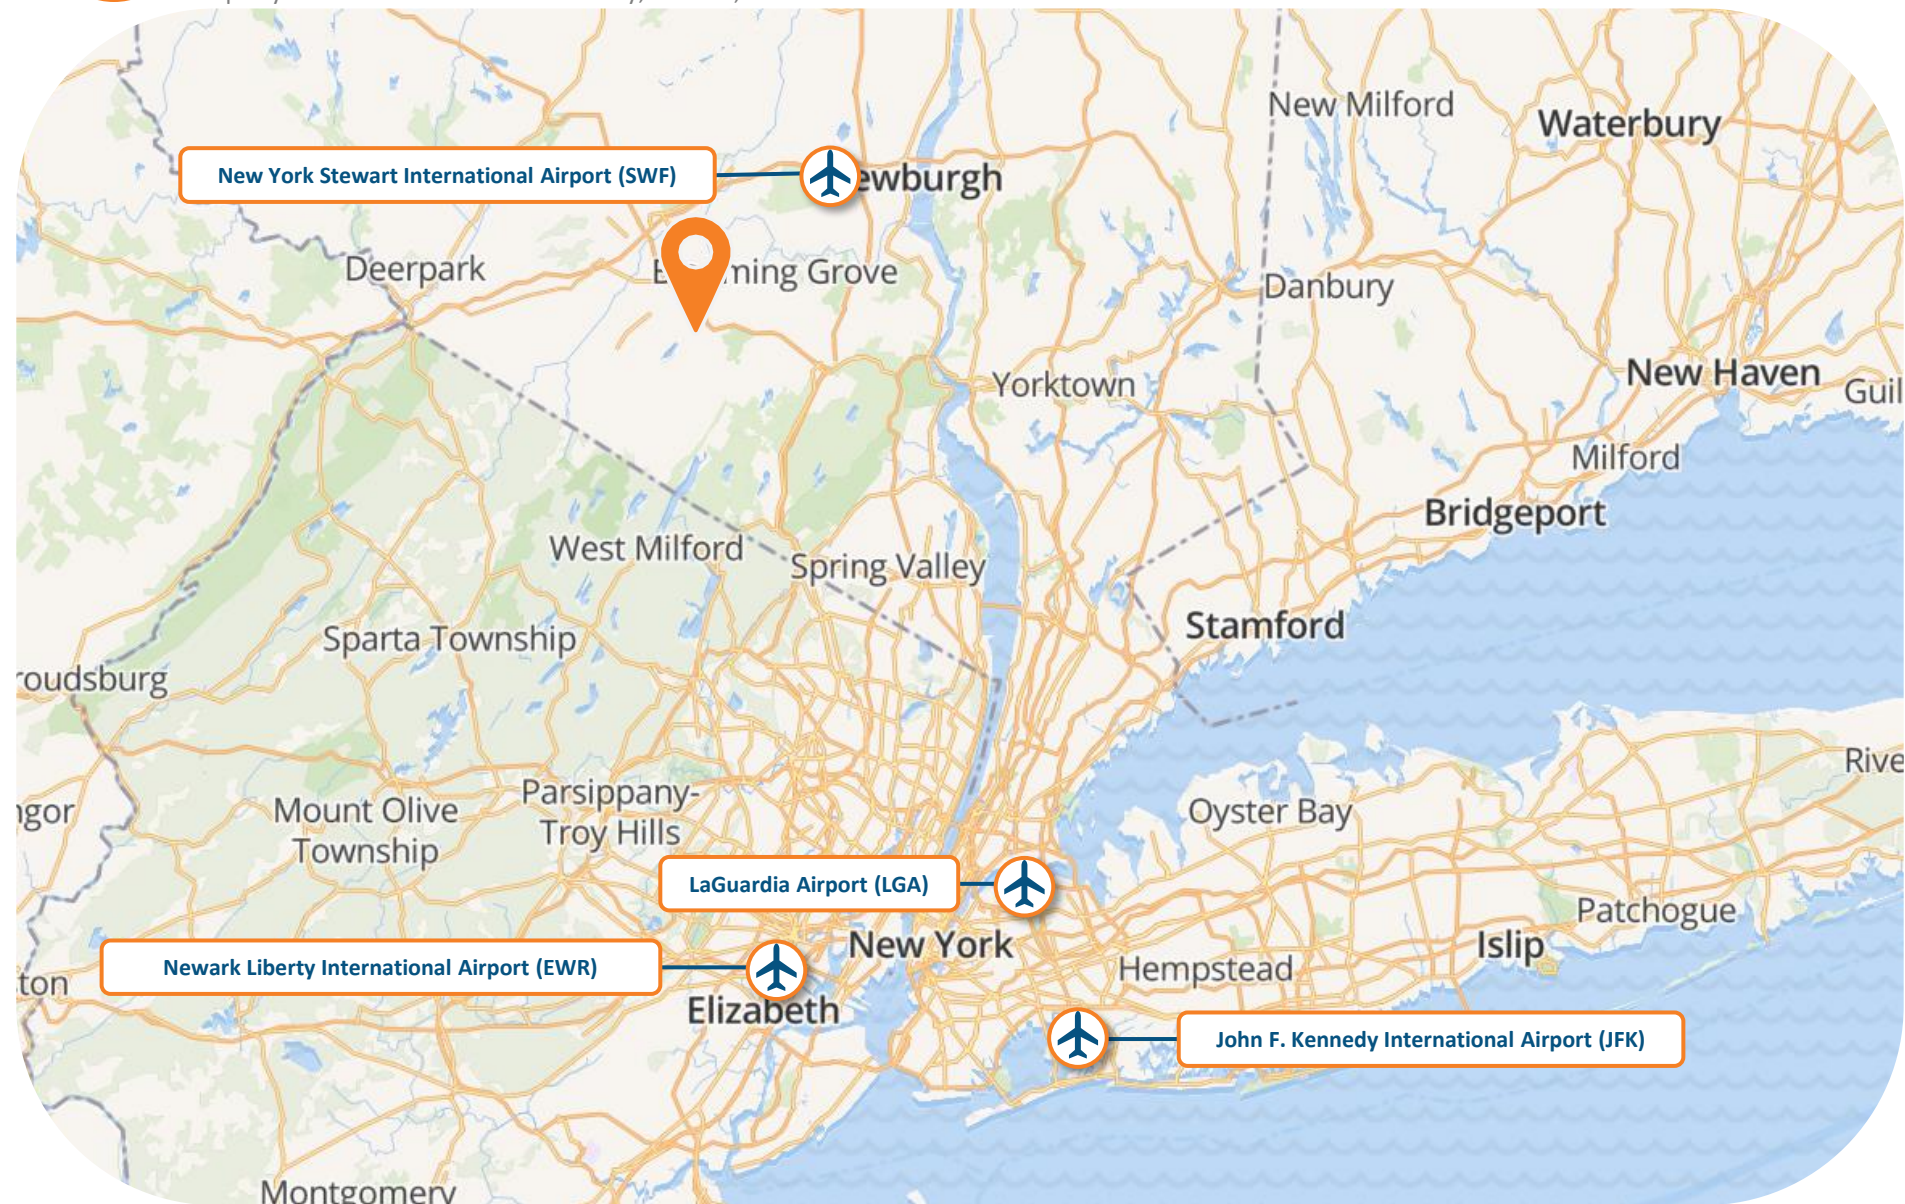 New Milford
Waterbury
New York Stewart International Airport (SWF)
ewburgh
Deerpark
ming Grove
Danbury
New Haven
Guil
Yorktown
Milford
Bridgeport
West Milford
Spring Valley
Stamford
Sparta Township
roudsburg
Rive
Parsippany-
Troy Hills
Mount Olive
Township
ngor
Oyster Bay
LaGuardia Airport (LGA)
Patchogue
New York
Islip
Newark Liberty International Airport (EWR)
Hempstead
ton
Elizabeth
John F. Kennedy International Airport (JFK)
Montgomery